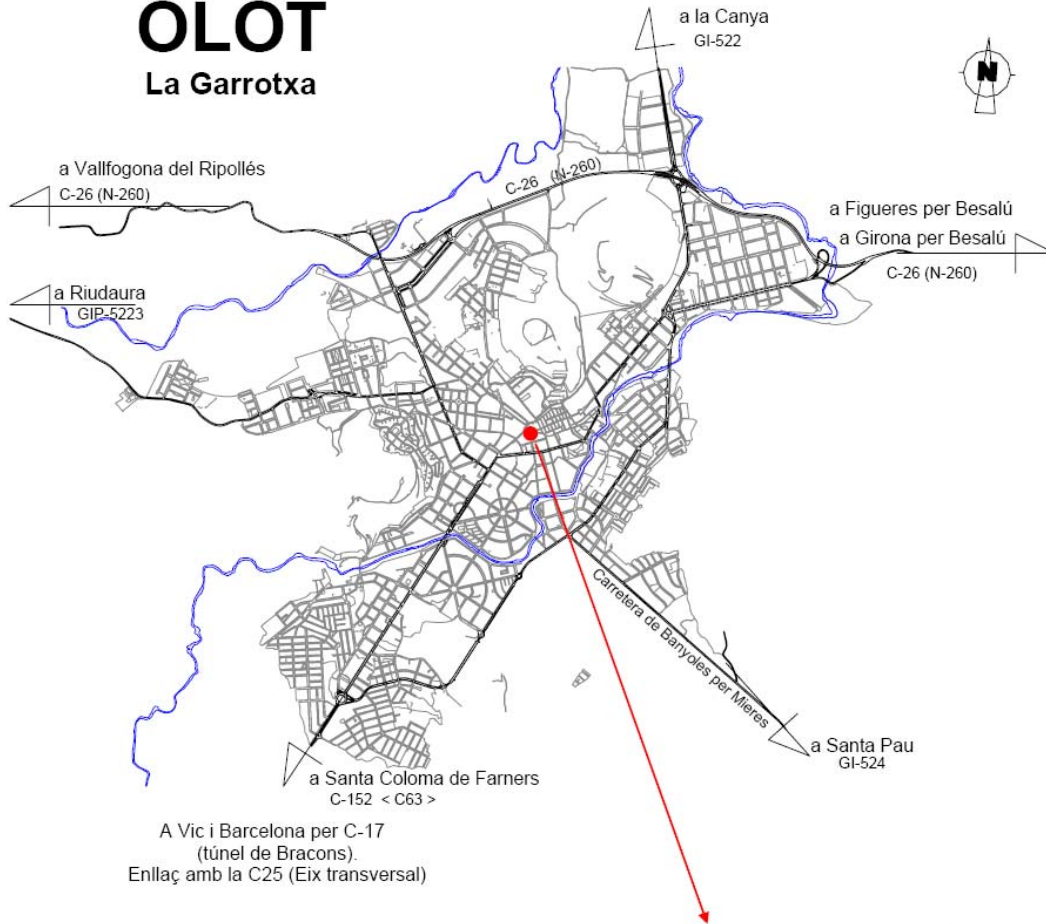 OLOT
La Garrotxa
a la Canya
GI-522
N
a Vallfogona del Ripollés
C-26 (N-260)
C-26 (N-260)
a Figueres per Besalú
a Girona per Besalú
C-26 (N-260)
a Riudaura
GIP-5223
Carretera de Banyoles per Mieres
a Santa Pau
GI-524
a Santa Coloma de Farners
C-152 < C63 >
A Vic i Barcelona per C-17
(túnel de Bracons).
Enllaç amb la C25 (Eix transversal)